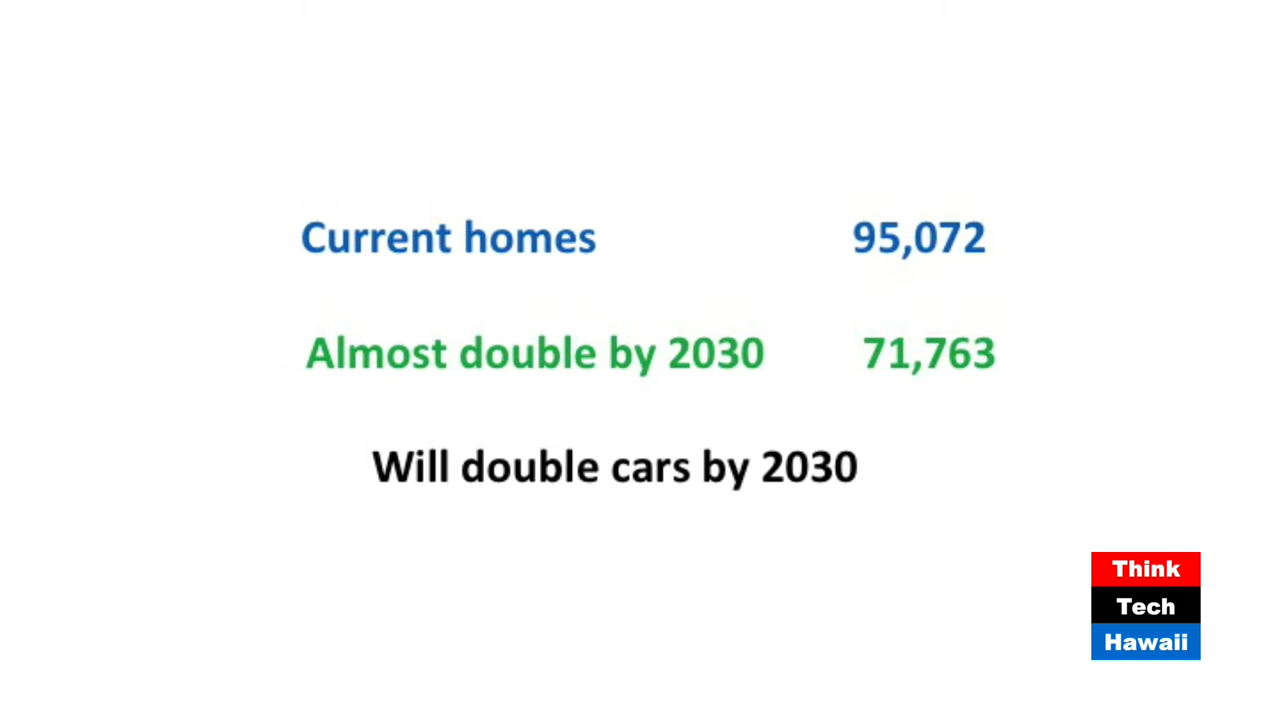 Current homes 95,072
Almost double by 2030 71,763
Will double cars by 2030
Think
Tech
Hawaii